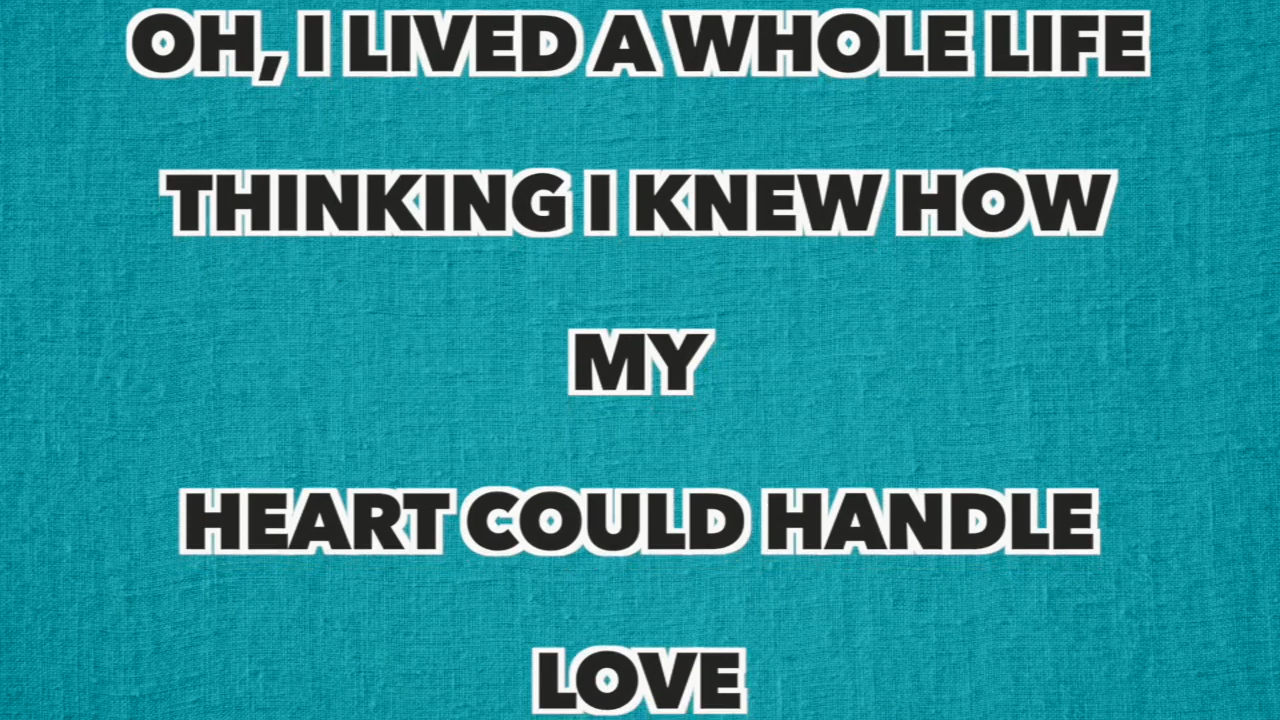 OH, I LIVED A WHOLE LIFE
THINKING I KNEW HOW
MY
HEART COULD HANDLE
LOVE